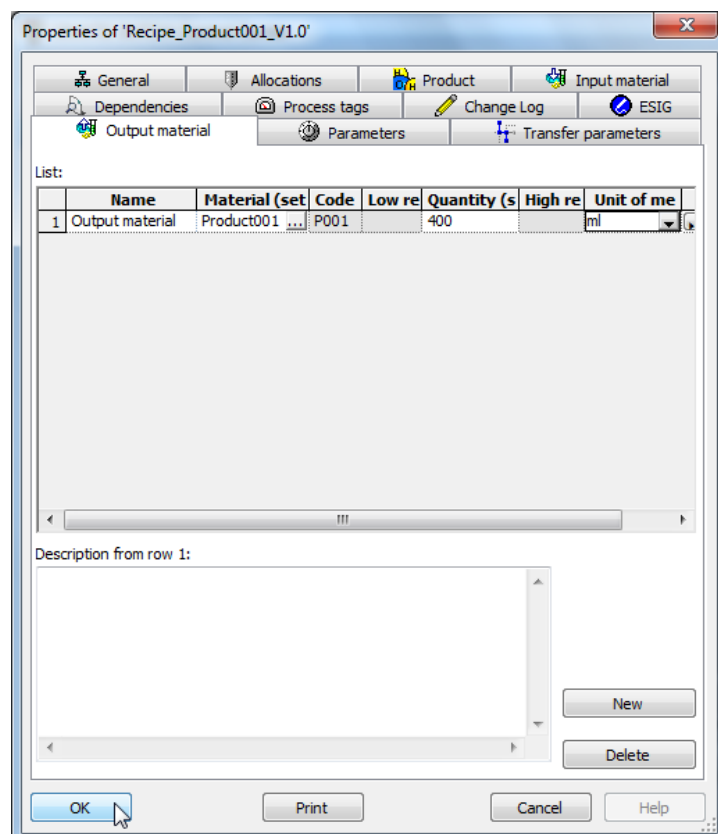 Properties of 'Recipe_Product001_V1.0'
General Allocations Product Input material
Dependencies Process tags Change Log ESIG
Output material Parameters Transfer parameters
List:
Name Material (set Code Low re Quantity (s High re Unit of me
1 Output material Product001 ... P001 400 ml
Description from row 1:
New
Delete
OK Print Cancel Help